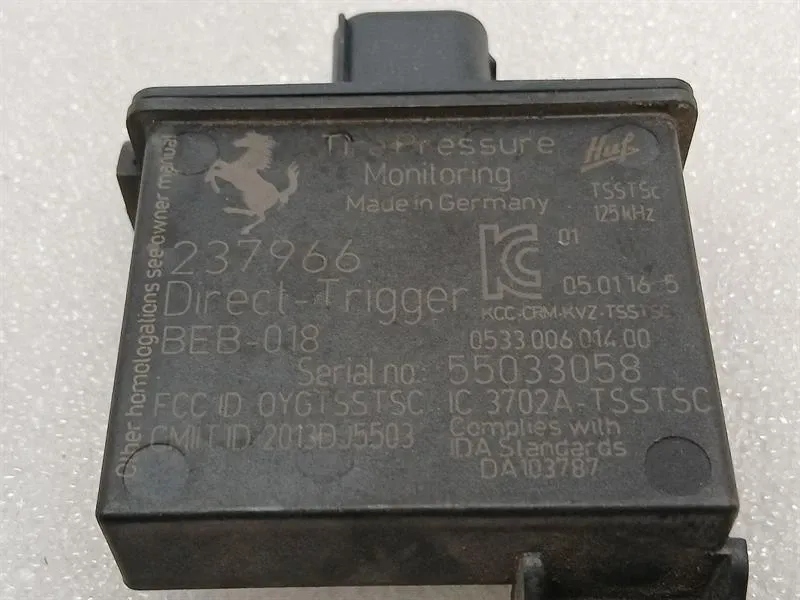 Tire Pressure
Monitoring
Made in Germany
Huf
TSSTSc
125kHz
237966
01
05.01.16 5
Direct-Trigger
KCC-CRM-KVZ-TSSTSC
BEB-018
0533 006 014.00
Serial no: 55033058
FCC ID OYGTSSTSC IC 3702A-TSSTSC
CMIIT ID 2013DJ5503
Complies with
IDA Standards
DA103787
Other homologations see owner manual